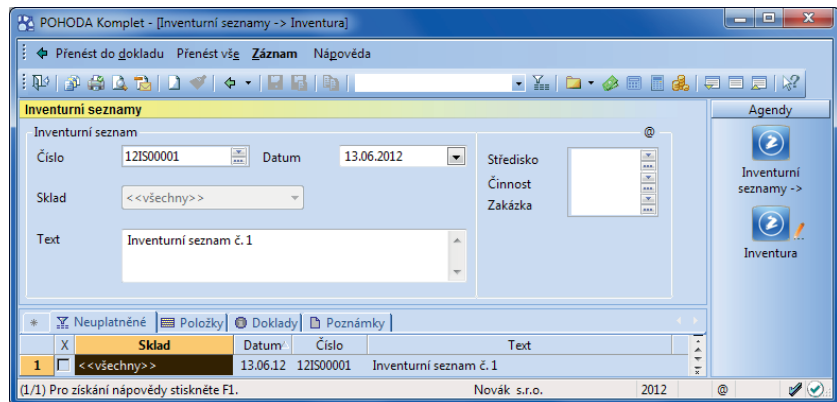 POHODA Komplet - [Inventurní seznamy -> Inventura]
Přenést do dokladu Přenést vše Záznam Nápověda
Inventurní seznamy
Agendy
Inventurní seznam
@
Číslo 12IS00001 Datum 13.06.2012
Středisko
Činnost
Zakázka
Sklad <<všechny>>
Text Inventurní seznam č. 1
Inventurní
seznamy ->
Inventura
* Neuplatněné Položky Doklady Poznámky
X Sklad Datum Číslo Text
1 <<všechny>> 13.06.12 12IS00001 Inventurní seznam č. 1
(1/1) Pro získání nápovědy stiskněte F1. Novák s.r.o. 2012 @